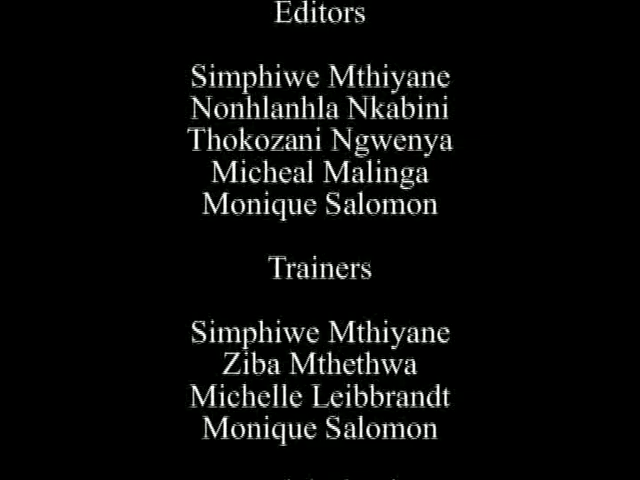 Editors
Simphiwe Mthiyane
Nonhlanhla Nkabini
Thokozani Ngwenya
Micheal Malinga
Monique Salomon
Trainers
Simphiwe Mthiyane
Ziba Mthethwa
Michelle Leibbrandt
Monique Salomon